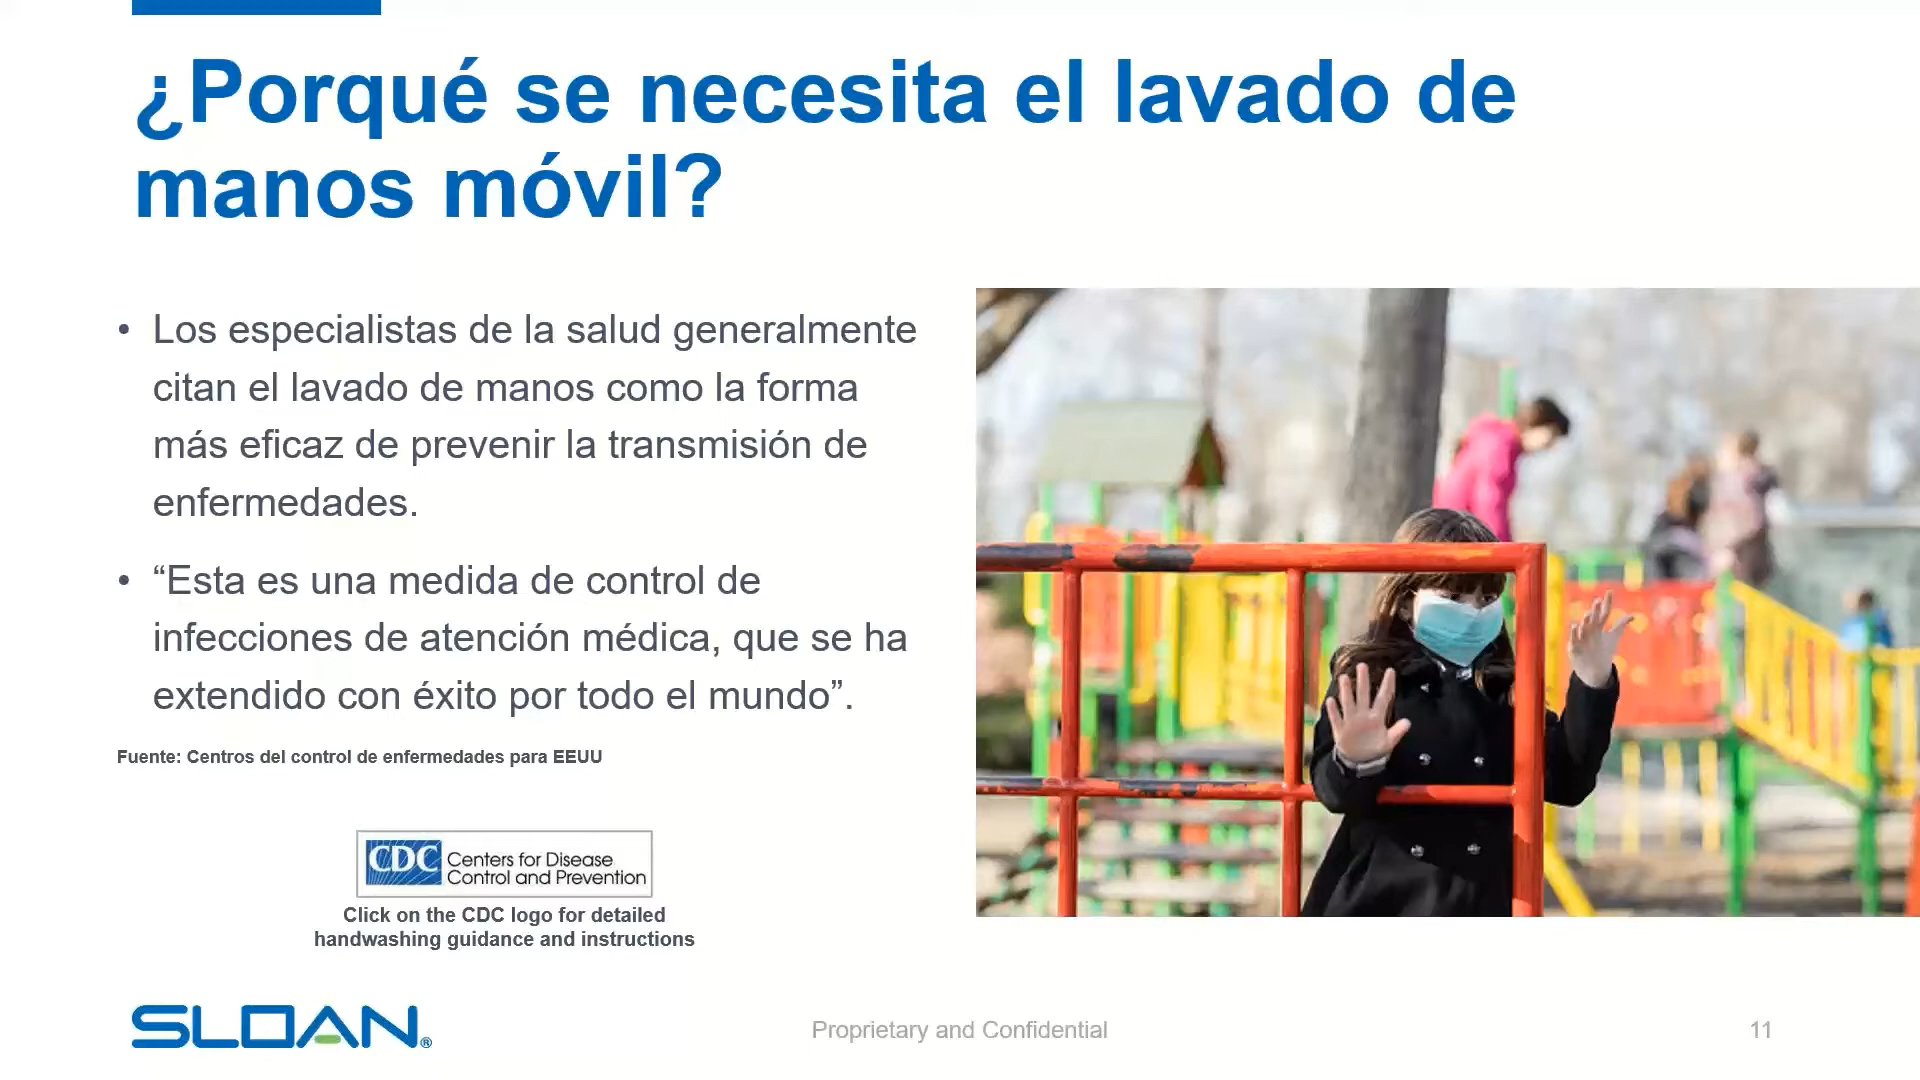 ¿Porqué se necesita el lavado de
manos móvil?
• Los especialistas de la salud generalmente
citan el lavado de manos como la forma
más eficaz de prevenir la transmisión de
enfermedades.
• “Esta es una medida de control de
infecciones de atención médica, que se ha
extendido con éxito por todo el mundo”.
Fuente: Centros del control de enfermedades para EEUU
CDC Centers for Disease
Control and Prevention
Click on the CDC logo for detailed
handwashing guidance and instructions
SLOAN®
Proprietary and Confidential
11